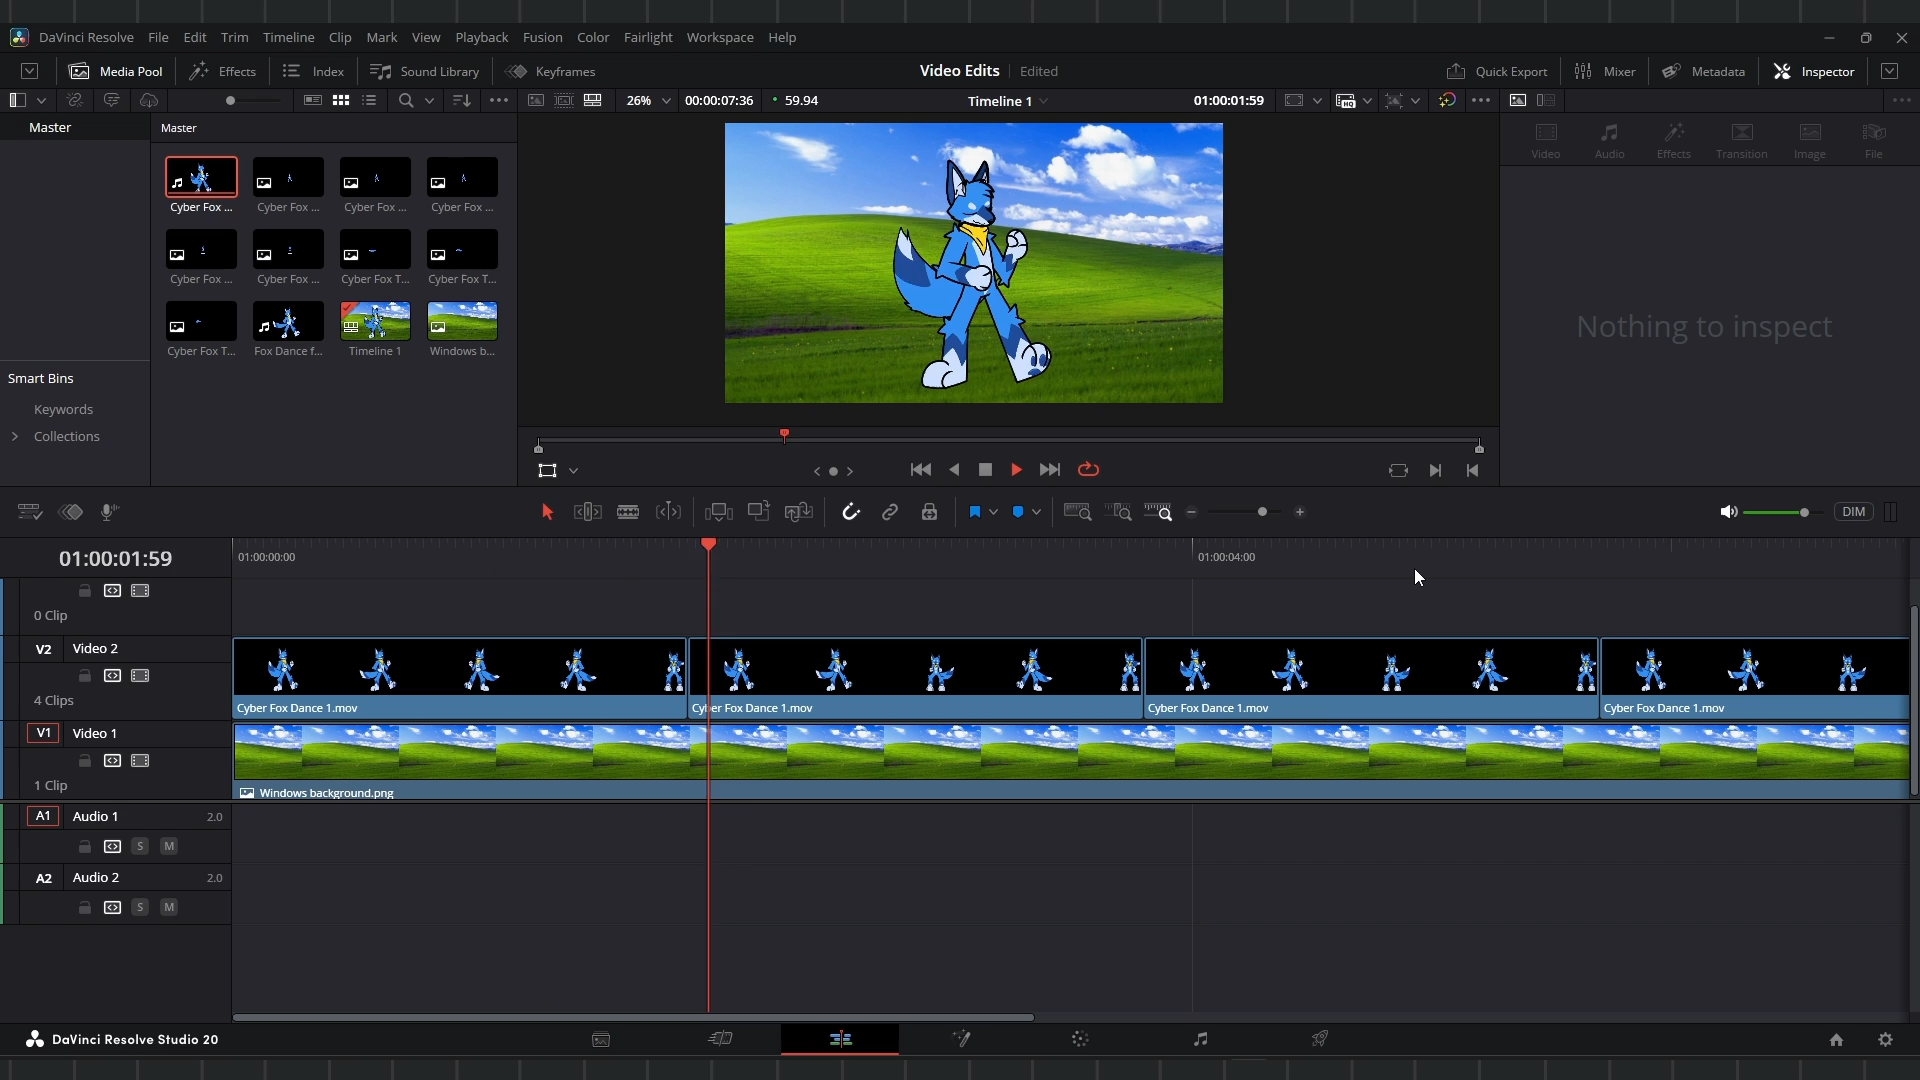 DaVinci Resolve File Edit Trim Timeline Clip Mark View Playback Fusion Color Fairlight Workspace Help
Media Pool Effects Index Sound Library Keyframes Video Edits Edited Quick Export Mixer Metadata Inspector
26% 00:00:07:36 59.94 Timeline 1 01:00:01:59
Master Master
Video Audio Effects Transition Image File
Cyber Fox ... Cyber Fox ... Cyber Fox ... Cyber Fox ...
Cyber Fox ... Cyber Fox ... Cyber Fox T... Cyber Fox T...
Cyber Fox T... Fox Dance f... Timeline 1 Windows b...
Nothing to inspect
Smart Bins
Keywords
Collections
DIM
01:00:01:59 01:00:00:00 01:00:04:00
0 Clip
V2 Video 2
4 Clips
Cyber Fox Dance 1.mov Cyber Fox Dance 1.mov Cyber Fox Dance 1.mov Cyber Fox Dance 1.mov
V1 Video 1
1 Clip
Windows background.png
A1 Audio 1 2.0
S M
A2 Audio 2 2.0
S M
DaVinci Resolve Studio 20